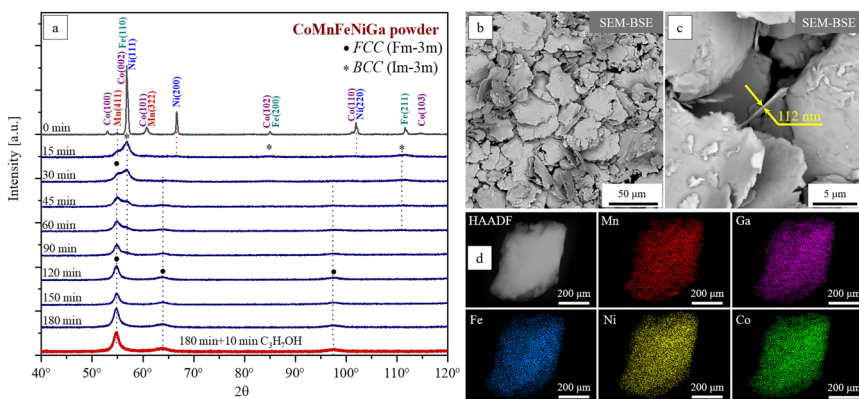 a
CoMnFeNiGa powder
● FCC (Fm-3m)
* BCC (Im-3m)
Co(100)
Mn(411)
Co(002)
Fe(110)
Ni(111)
Co(101)
Mn(322)
Ni(200)
Co(102)
Fe(200)
Co(110)
Ni(220)
Fe(211)
Co(103)
Intensity [a.u.]
0 min
15 min
30 min
45 min
60 min
90 min
120 min
150 min
180 min
180 min+10 min C₃H₇OH
40 50 60 70 80 90 100 110 120
2θ
b
SEM-BSE
50 μm
c
SEM-BSE
112 nm
5 μm
HAADF
d
200 μm
Mn
200 μm
Ga
200 μm
Fe
200 μm
Ni
200 μm
Co
200 μm